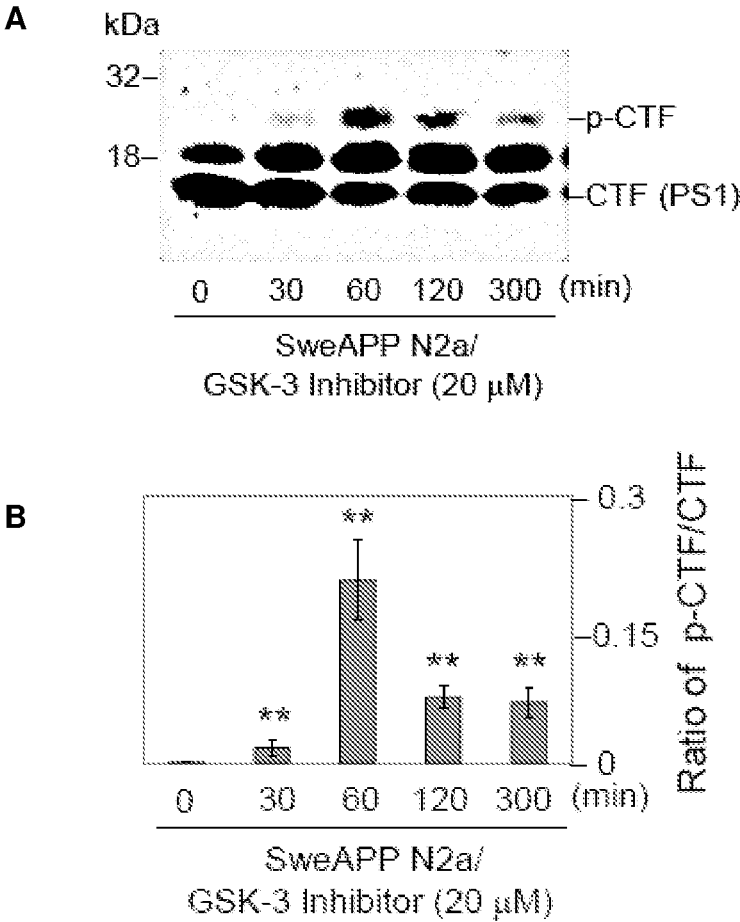 A
kDa
32–
–p-CTF
18–
–CTF (PS1)
0 30 60 120 300 (min)
SweAPP N2a/
GSK-3 Inhibitor (20 μM)
B
** ** ** **
0.3
0.15
0
Ratio of p-CTF/CTF
0 30 60 120 300 (min)
SweAPP N2a/
GSK-3 Inhibitor (20 μM)